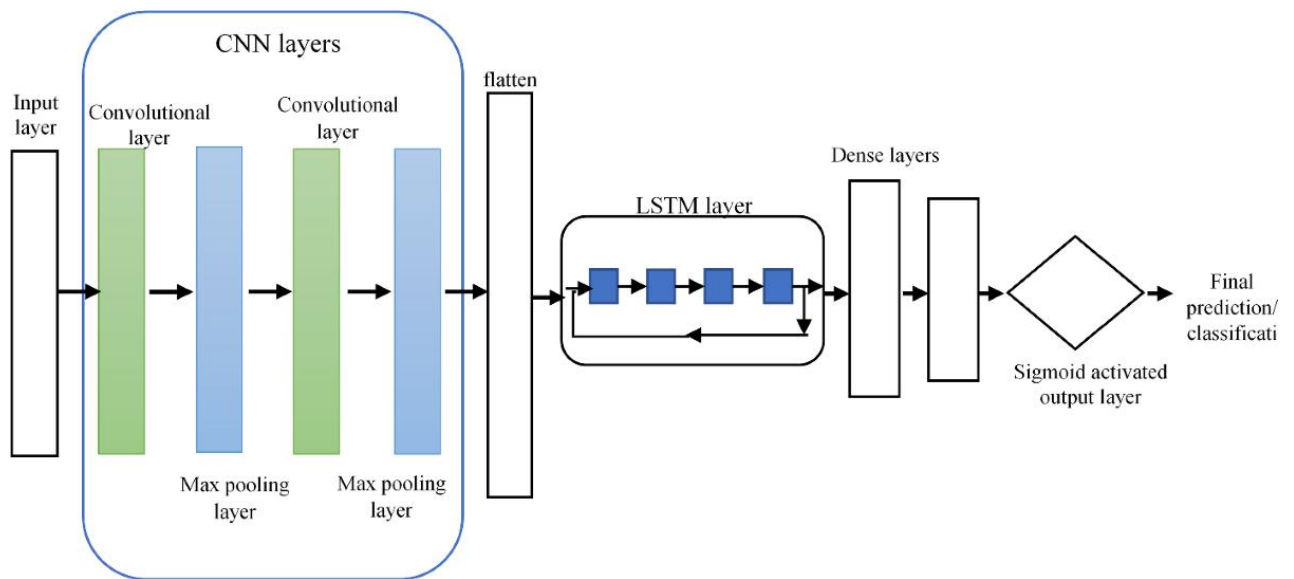 CNN layers
Input
layer
Convolutional
layer
Max pooling
layer
Convolutional
layer
Max pooling
layer
flatten
LSTM layer
Dense layers
Sigmoid activated
output layer
Final
prediction/
classificati